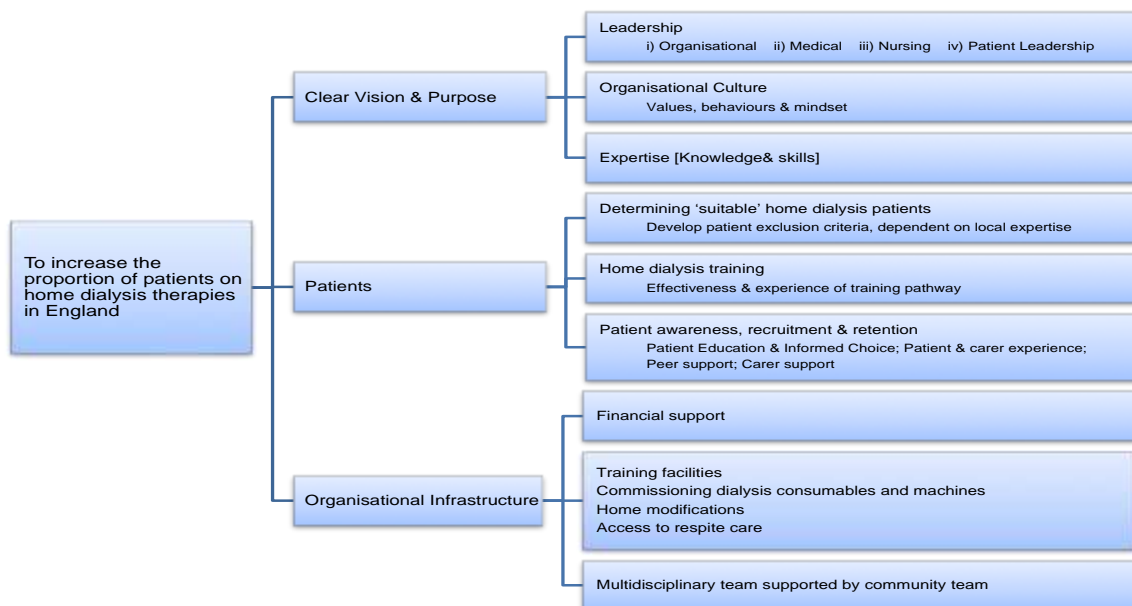 Leadership
i) Organisational ii) Medical iii) Nursing iv) Patient Leadership
Clear Vision & Purpose
Organisational Culture
Values, behaviours & mindset
Expertise [Knowledge& skills]
To increase the
proportion of patients on
home dialysis therapies
in England
Determining ‘suitable’ home dialysis patients
Develop patient exclusion criteria, dependent on local expertise
Patients
Home dialysis training
Effectiveness & experience of training pathway
Patient awareness, recruitment & retention
Patient Education & Informed Choice; Patient & carer experience;
Peer support; Carer support
Financial support
Organisational Infrastructure
Training facilities
Commissioning dialysis consumables and machines
Home modifications
Access to respite care
Multidisciplinary team supported by community team